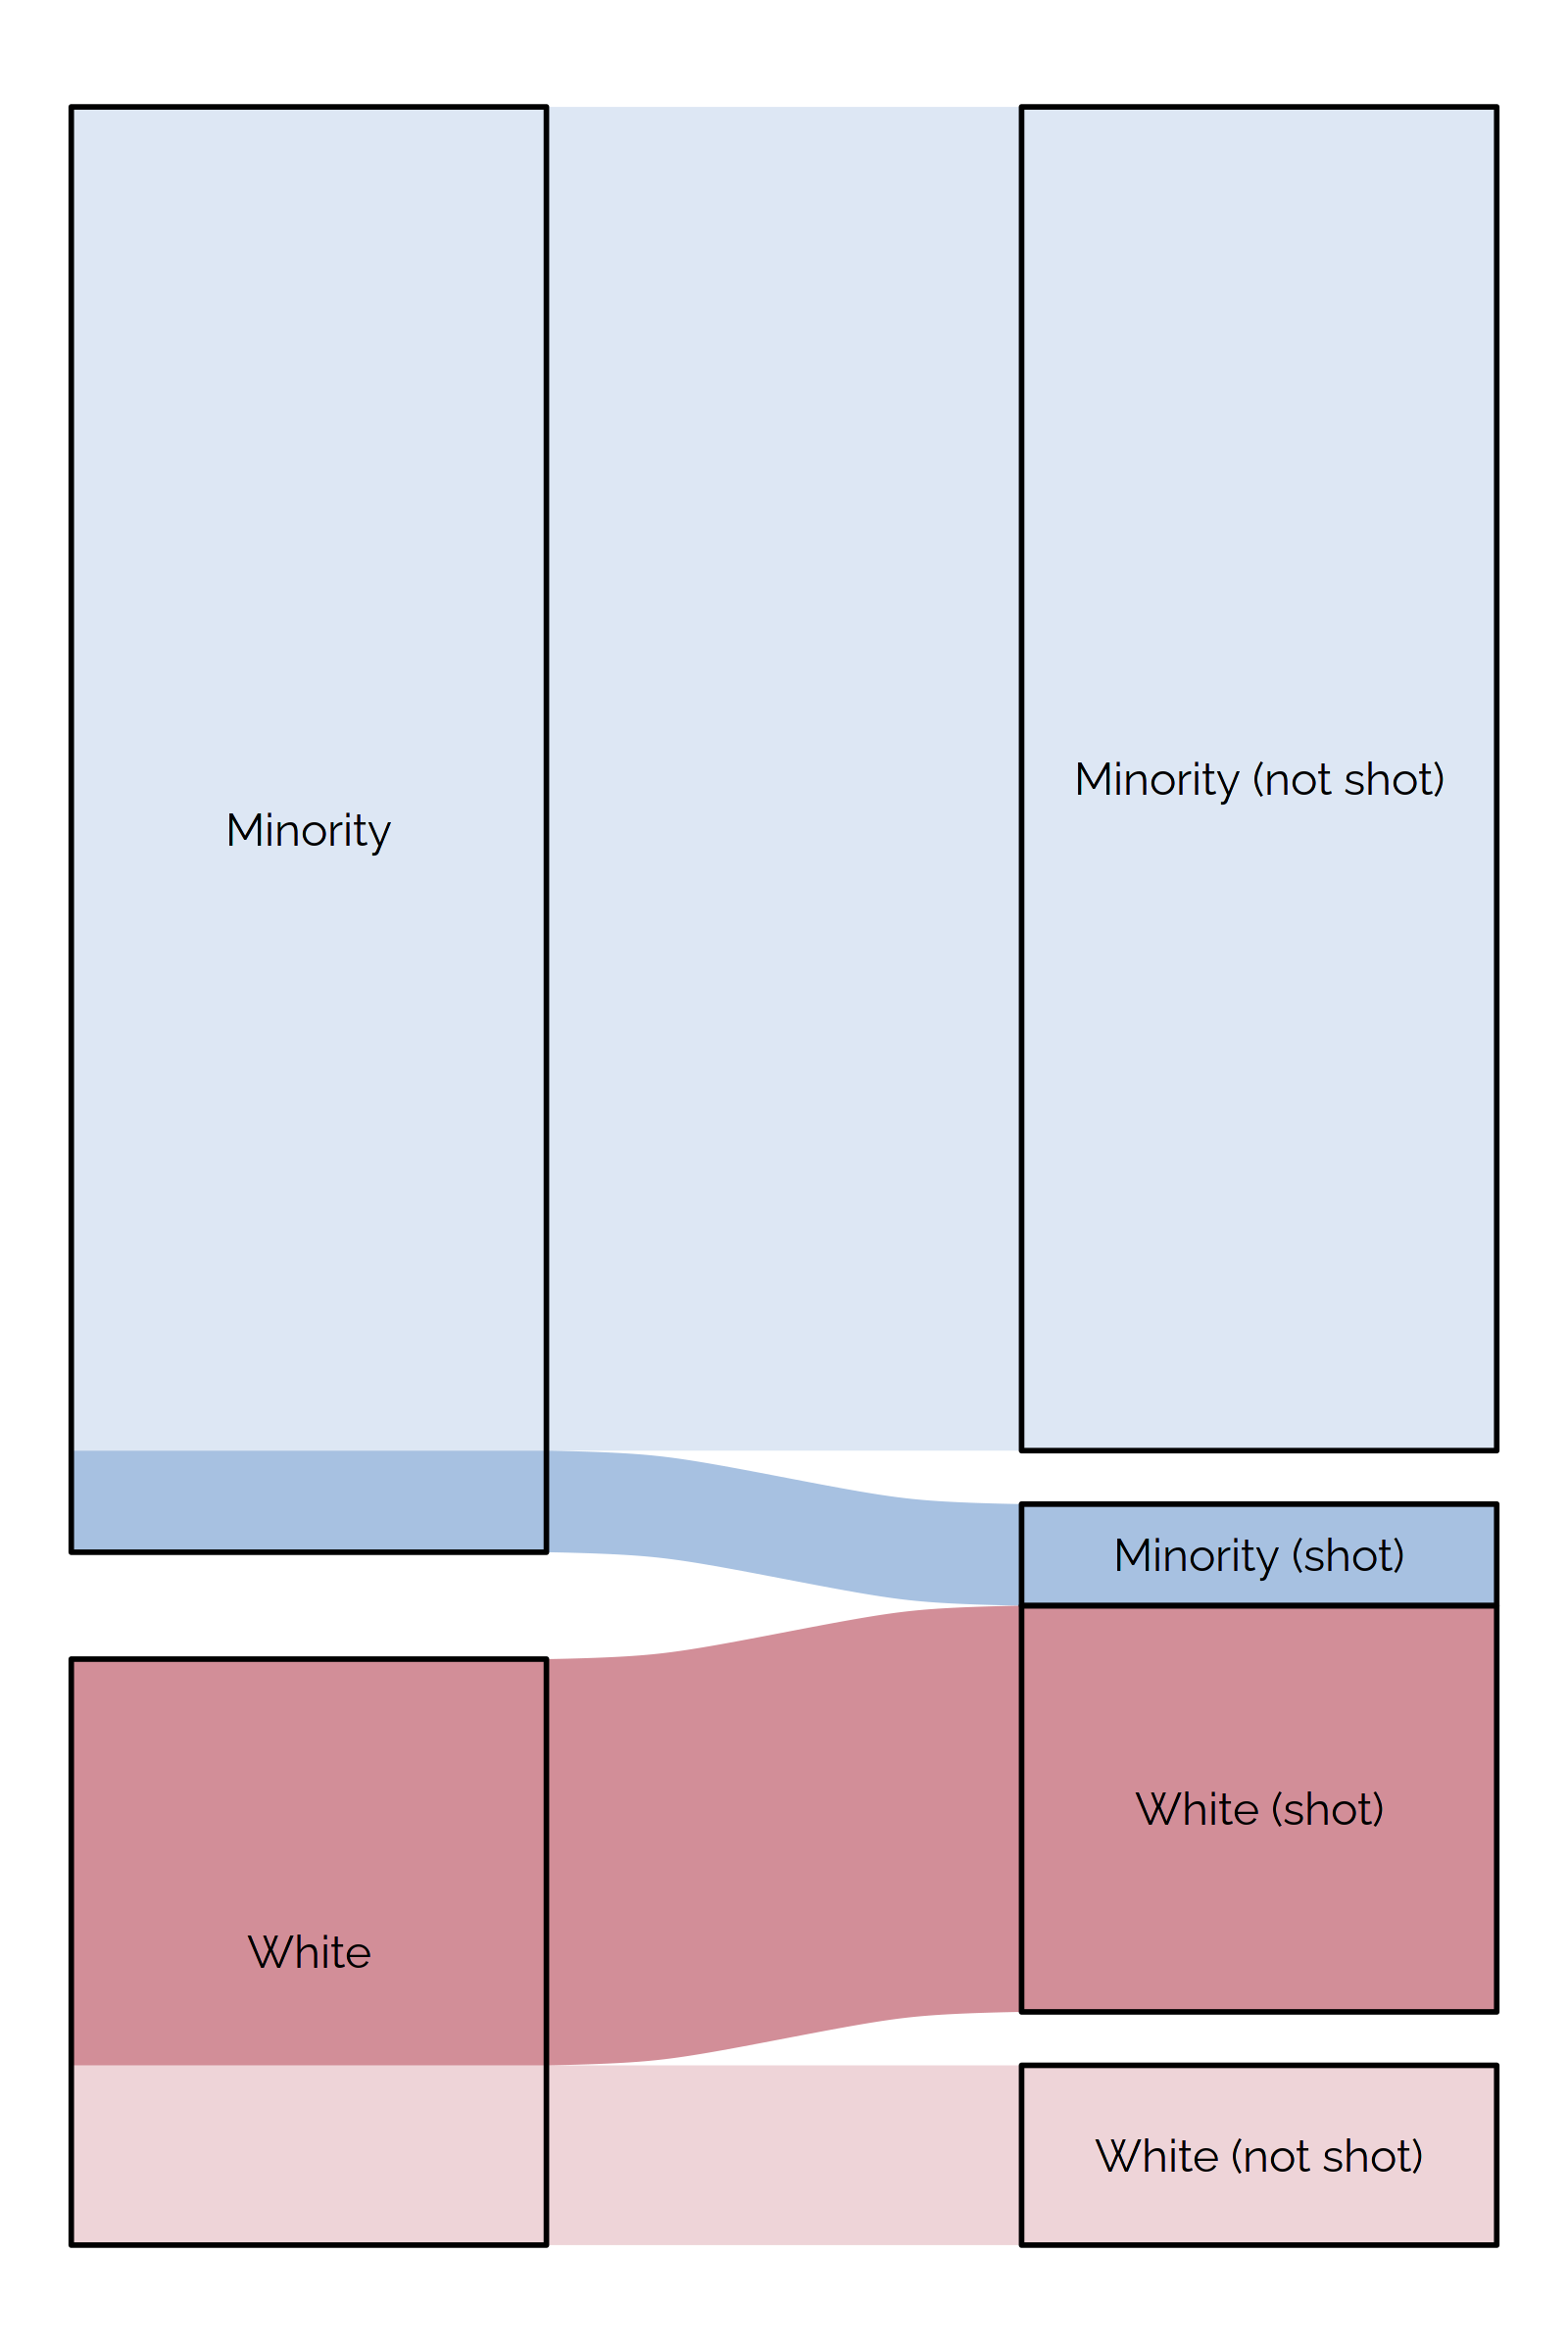 Minority
White
Minority (not shot)
Minority (shot)
White (shot)
White (not shot)